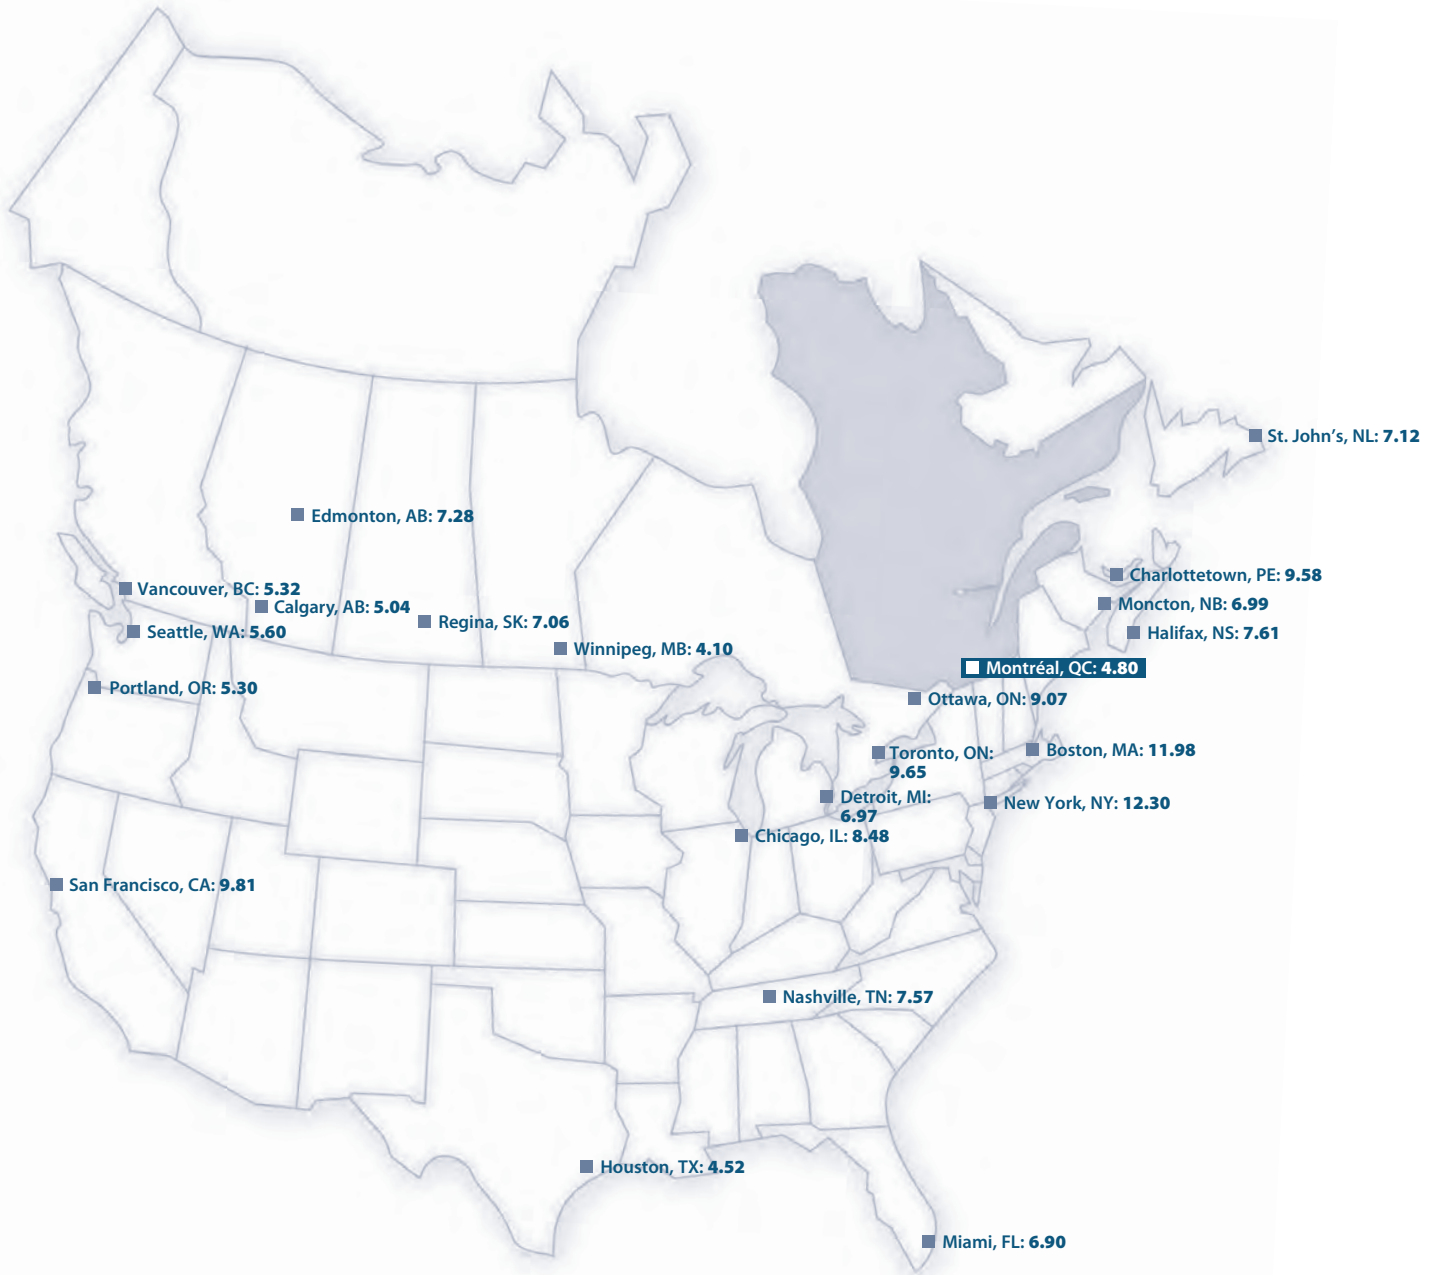 St. John’s, NL: 7.12
Edmonton, AB: 7.28
Charlottetown, PE: 9.58
Vancouver, BC: 5.32
Calgary, AB: 5.04
Moncton, NB: 6.99
Regina, SK: 7.06
Seattle, WA: 5.60
Halifax, NS: 7.61
Winnipeg, MB: 4.10
Montréal, QC: 4.80
Portland, OR: 5.30
Ottawa, ON: 9.07
Boston, MA: 11.98
Toronto, ON:
9.65
Detroit, MI:
6.97
New York, NY: 12.30
Chicago, IL: 8.48
San Francisco, CA: 9.81
Nashville, TN: 7.57
Houston, TX: 4.52
Miami, FL: 6.90